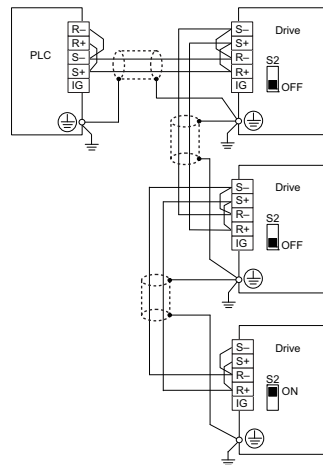 PLC
R–
R+
S–
S+
IG
S–
S+
R–
R+
IG
Drive
S2
OFF
S–
S+
R–
R+
IG
Drive
S2
OFF
S–
S+
R–
R+
IG
Drive
S2
ON